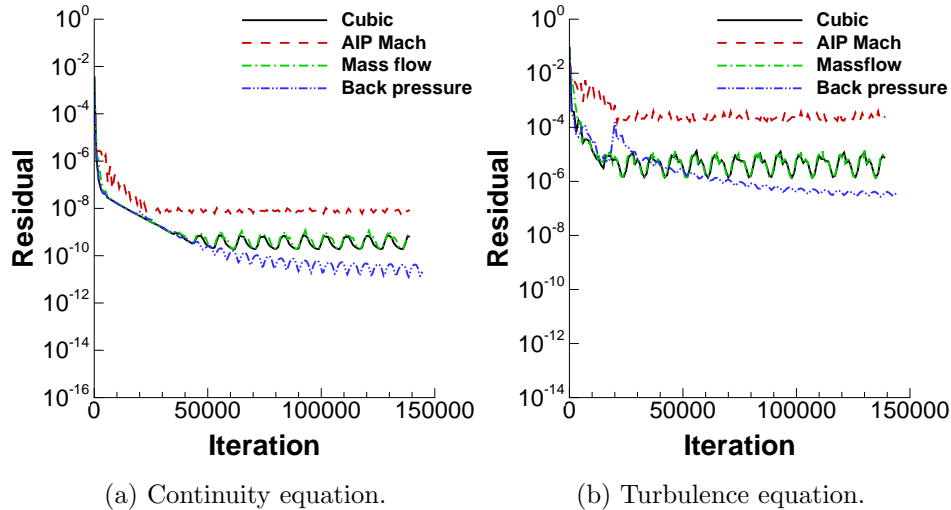 Cubic
AIP Mach
Mass flow
Back pressure
10^0
10^-2
10^-4
10^-6
10^-8
10^-10
10^-12
10^-14
10^-16
Residual
0 50000 100000 150000
Iteration
(a) Continuity equation.
Cubic
AIP Mach
Massflow
Back pressure
10^0
10^-2
10^-4
10^-6
10^-8
10^-10
10^-12
10^-14
Residual
0 50000 100000 150000
Iteration
(b) Turbulence equation.